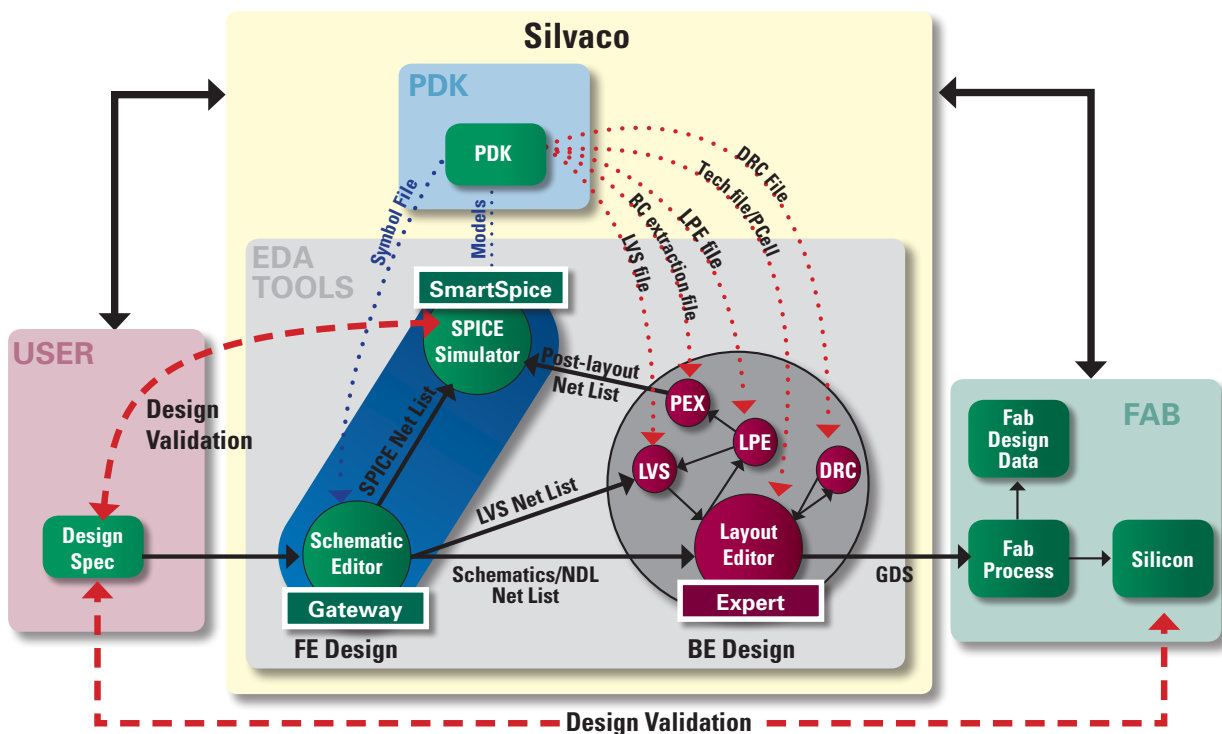 Silvaco
PDK
PDK
Symbol File
Models
LVS file
RC extraction file
LPE file
Tech file/PCell
DRC File
EDA
TOOLS
SmartSpice
SPICE
Simulator
USER
Design
Validation
SPICE Net List
Post-layout
Net List
PEX
LPE
LVS
DRC
LVS Net List
FAB
Fab
Design
Data
Design
Spec
Schematic
Editor
Gateway
Schematics/NDL
Net List
Layout
Editor
Expert
GDS
Fab
Process
Silicon
FE Design
BE Design
Design Validation